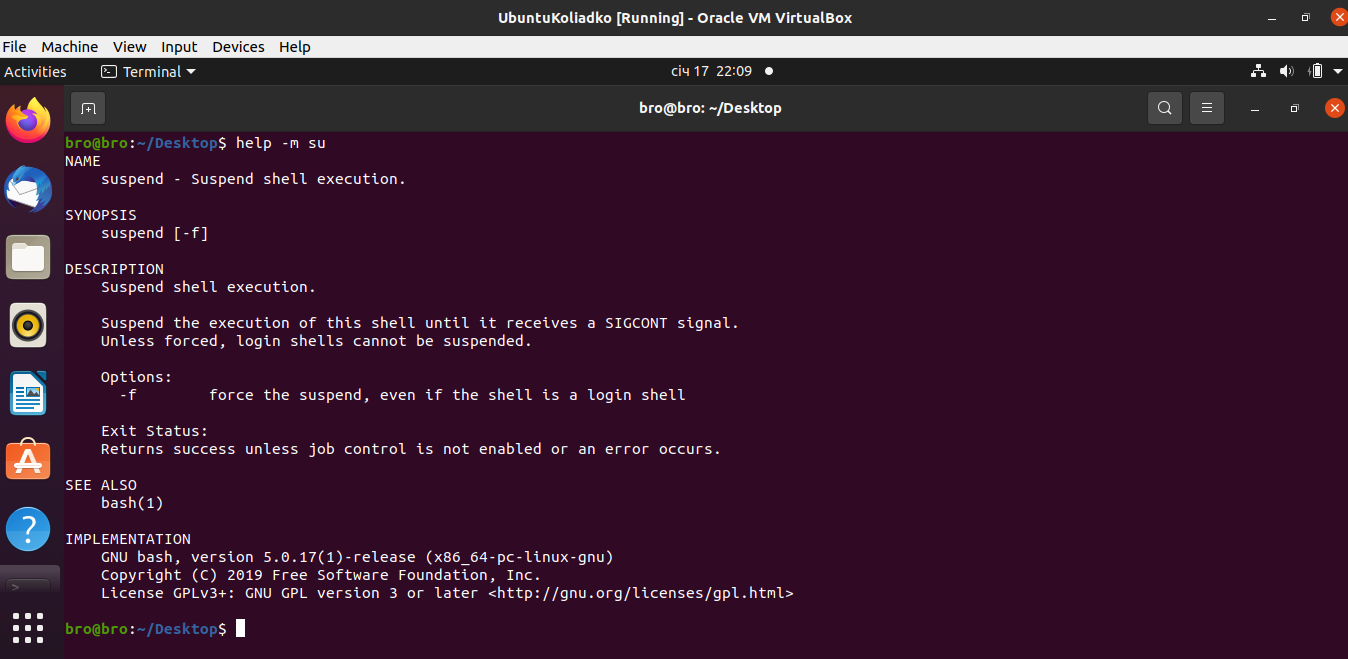 UbuntuKoliadko [Running] - Oracle VM VirtualBox
File Machine View Input Devices Help
Activities Terminal січ 17 22:09
bro@bro: ~/Desktop
bro@bro:~/Desktop$ help -m su
NAME
    suspend - Suspend shell execution.
SYNOPSIS
    suspend [-f]
DESCRIPTION
    Suspend shell execution.
    Suspend the execution of this shell until it receives a SIGCONT signal.
    Unless forced, login shells cannot be suspended.
    Options:
      -f        force the suspend, even if the shell is a login shell
    Exit Status:
    Returns success unless job control is not enabled or an error occurs.
SEE ALSO
    bash(1)
IMPLEMENTATION
    GNU bash, version 5.0.17(1)-release (x86_64-pc-linux-gnu)
    Copyright (C) 2019 Free Software Foundation, Inc.
    License GPLv3+: GNU GPL version 3 or later <http://gnu.org/licenses/gpl.html>
bro@bro:~/Desktop$